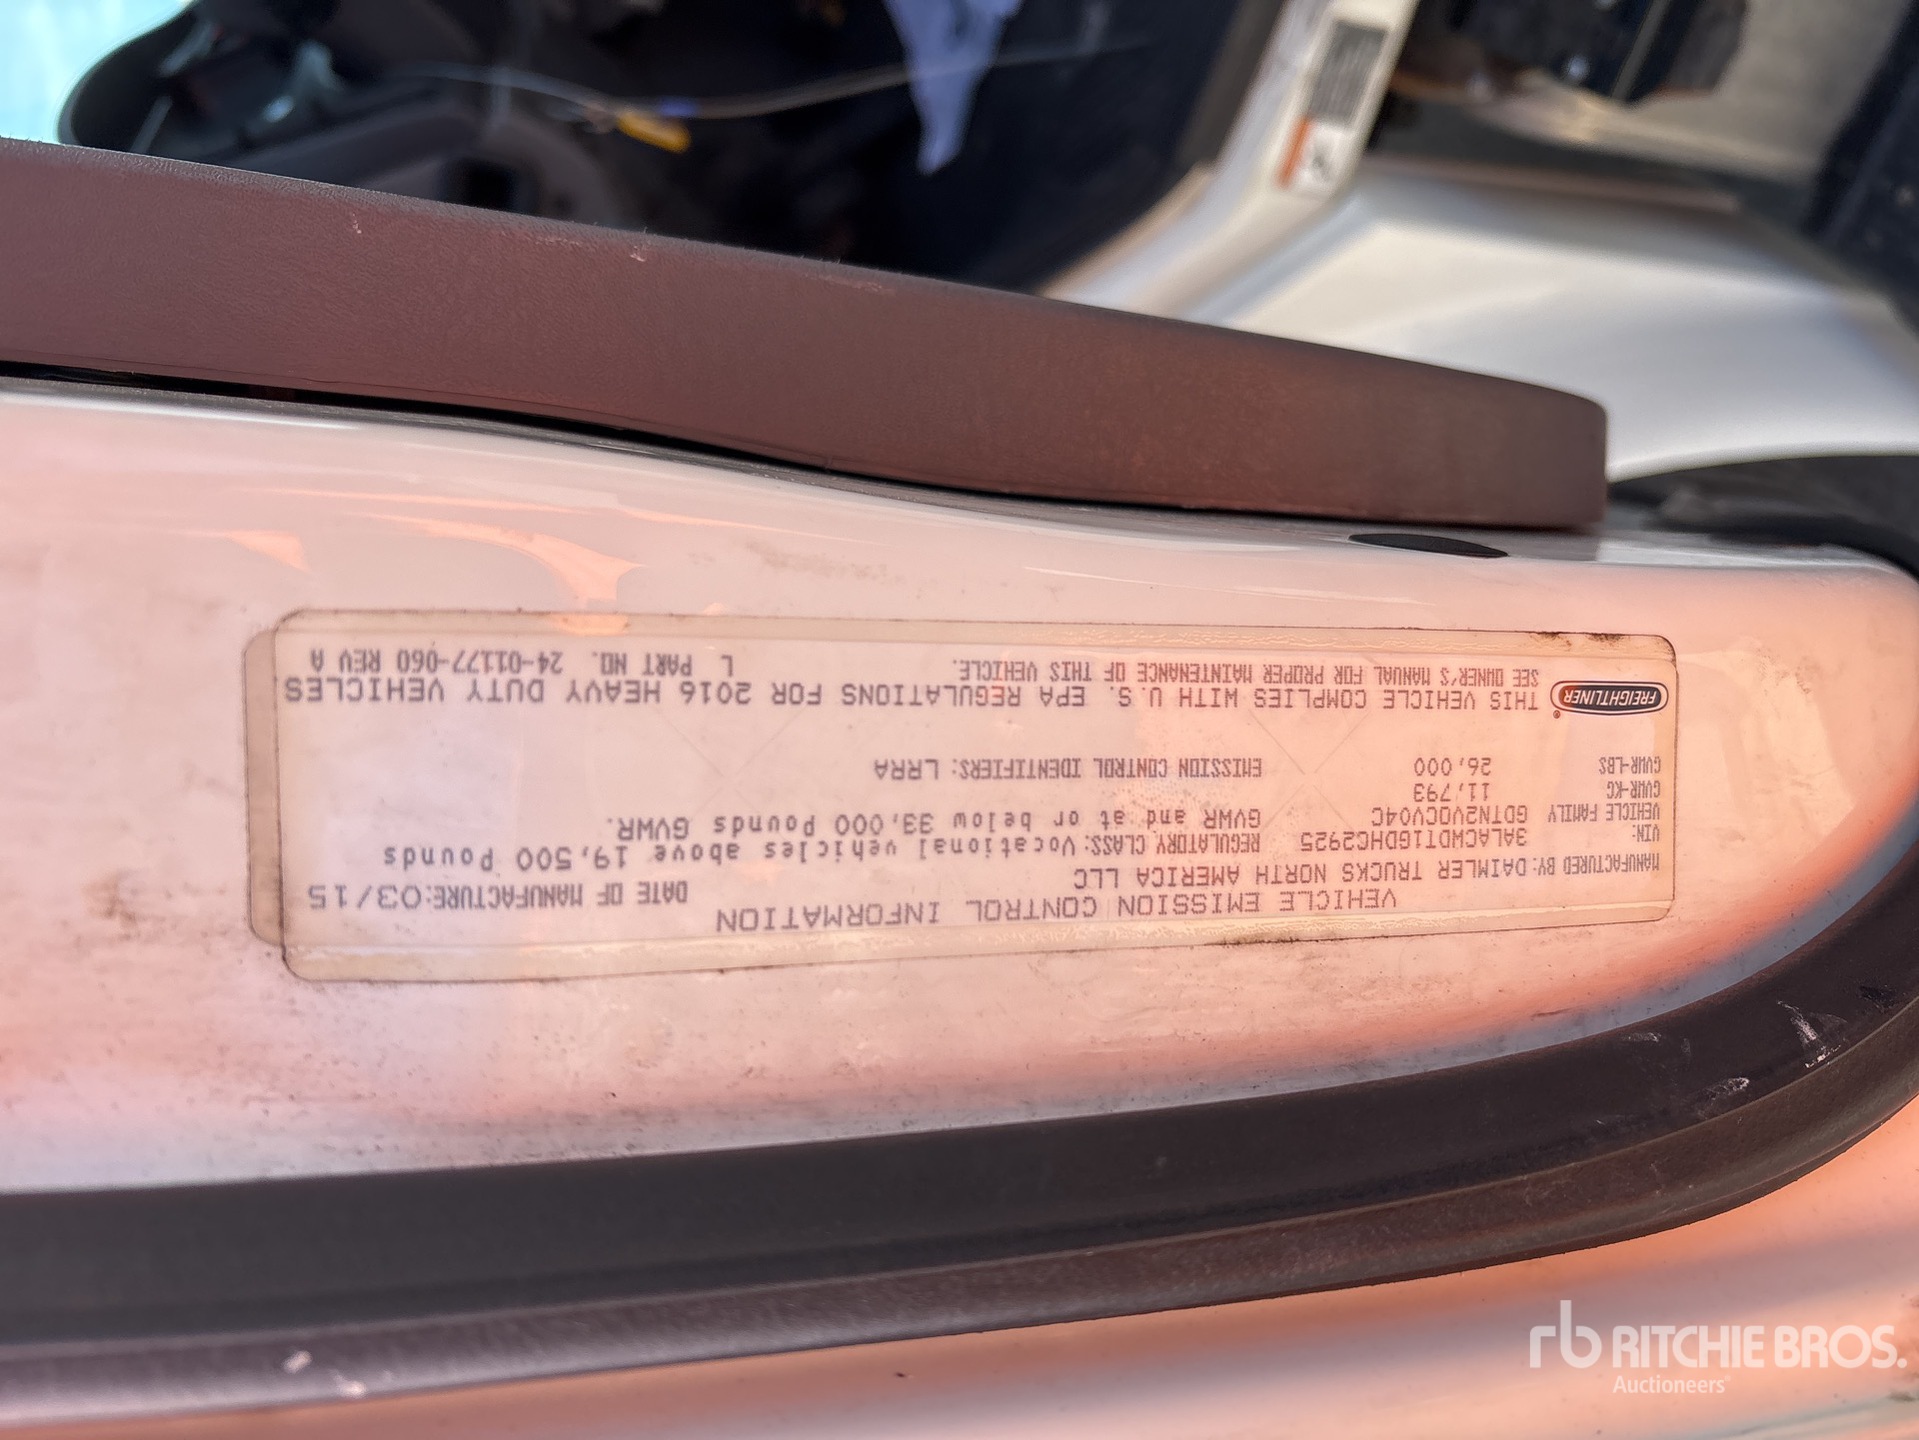 VEHICLE EMISSION CONTROL INFORMATION
DATE OF MANUFACTURE: 03/15
MANUFACTURED BY: DAIMLER TRUCKS NORTH AMERICA LLC
VIN: 3ALACWDT1GDHC2925
REGULATORY CLASS: Vocational vehicles above 19,500 Pounds
GVWR and at or below 33,000 Pounds GVWR.
VEHICLE FAMILY GDTN2VOCV04C
GVWR-KG 11,793
GVWR-LBS 26,000
EMISSION CONTROL IDENTIFIERS: LRRA
FREIGHTLINER®
THIS VEHICLE COMPLIES WITH U.S. EPA REGULATIONS FOR 2016 HEAVY DUTY VEHICLES.
SEE OWNER'S MANUAL FOR PROPER MAINTENANCE OF THIS VEHICLE.
L PART NO. 24-01177-060 REV A
rb RITCHIE BROS.
Auctioneers